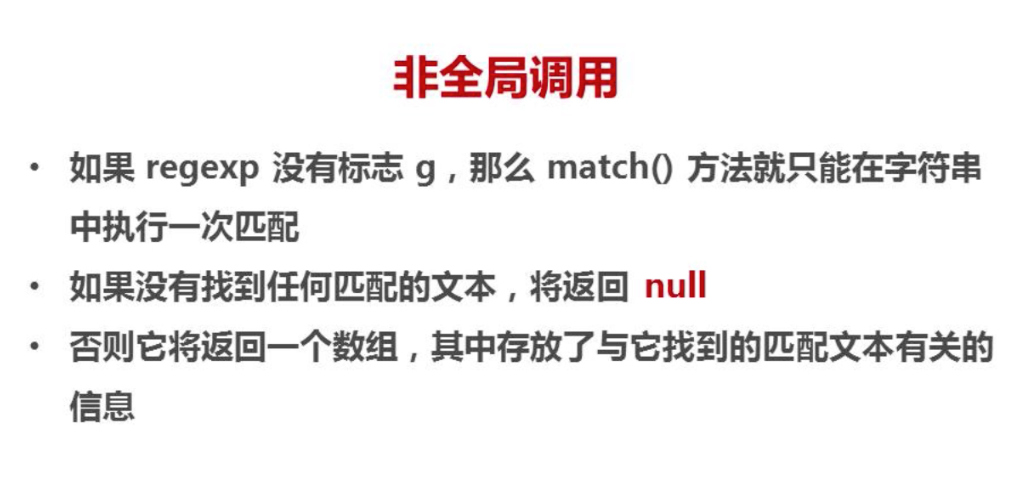 非全局调用
• 如果 regexp 没有标志 g，那么 match() 方法就只能在字符串
中执行一次匹配
• 如果没有找到任何匹配的文本，将返回 null
• 否则它将返回一个数组，其中存放了与它找到的匹配文本有关的
信息